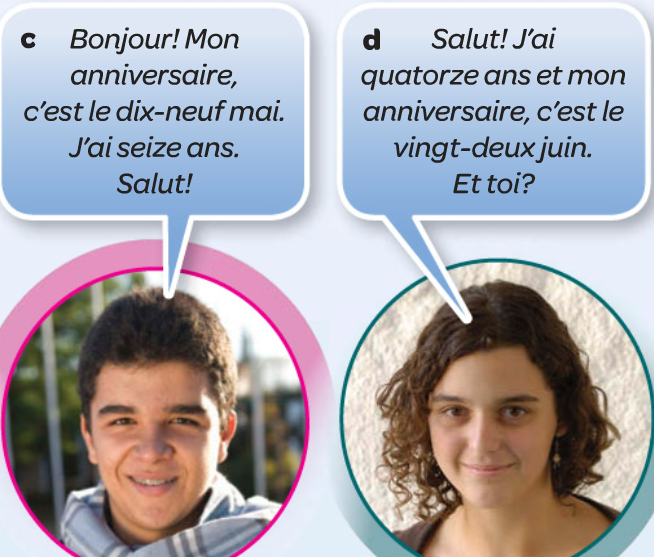 c Bonjour! Mon
anniversaire,
c'est le dix-neuf mai.
J'ai seize ans.
Salut!
d Salut! J'ai
quatorze ans et mon
anniversaire, c'est le
vingt-deux juin.
Et toi?